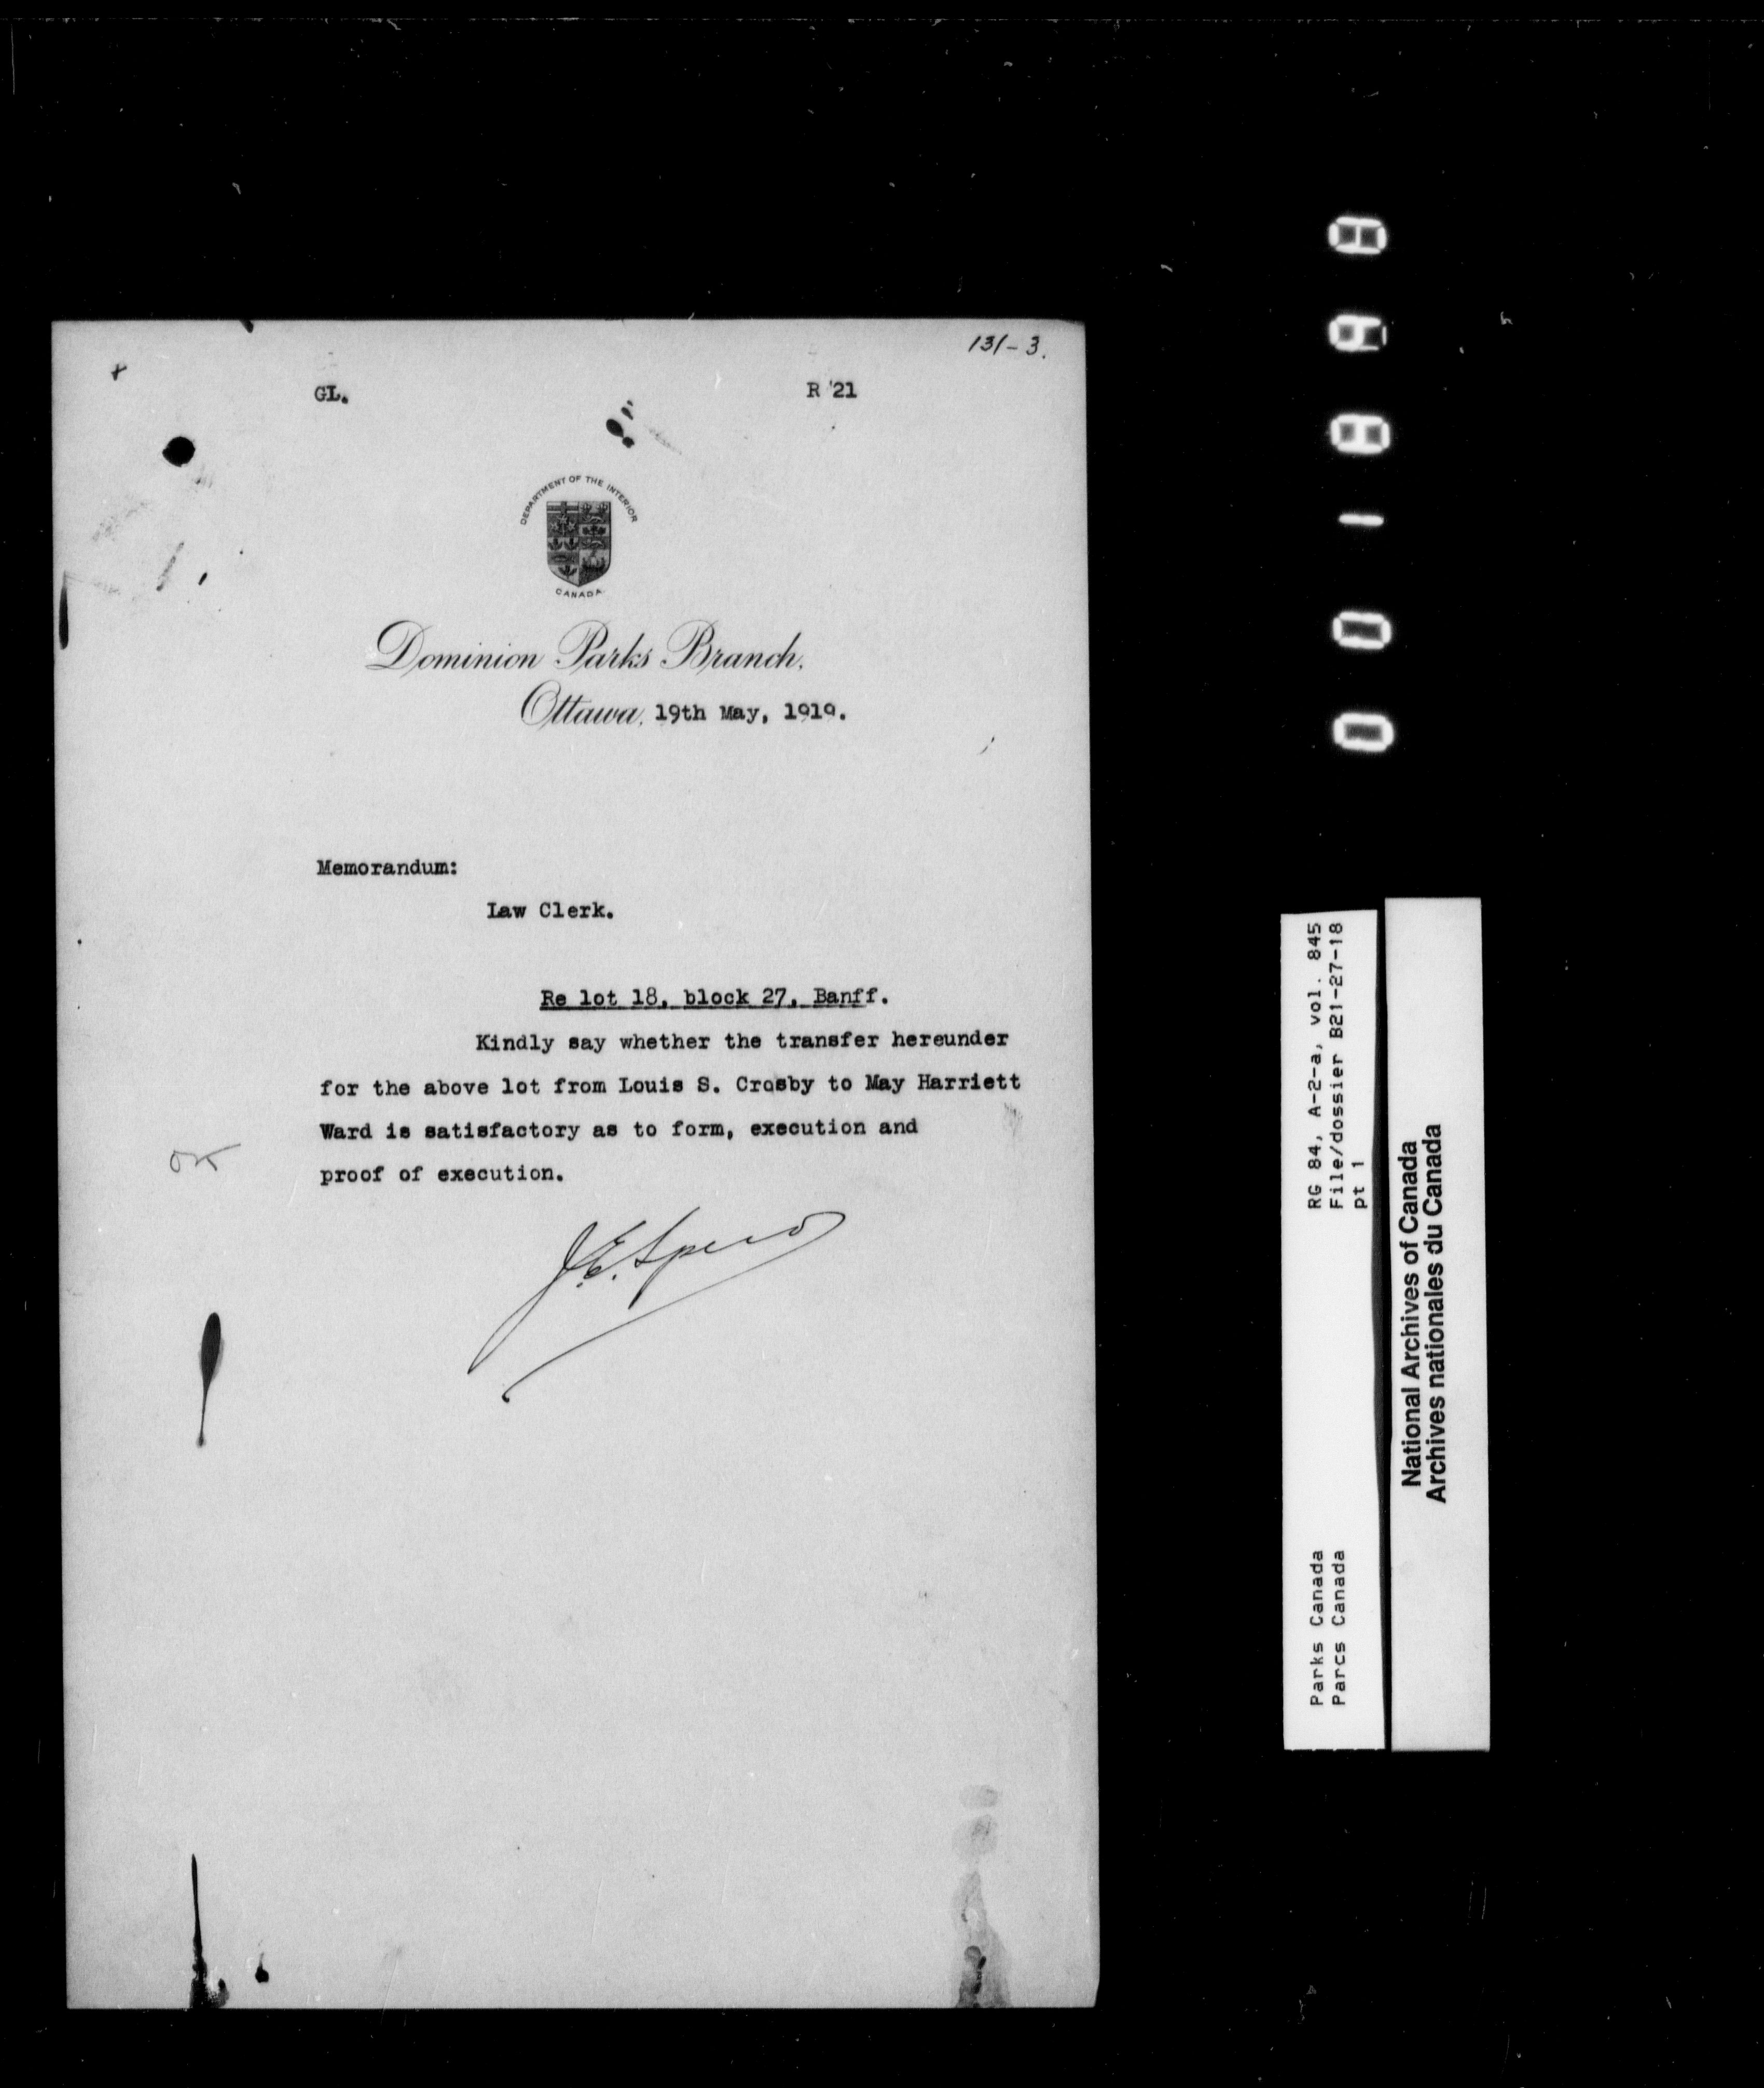 131-3.
GL.
R 21
DEPARTMENT OF THE INTERIOR
CANADA
Dominion Parks Branch,
Ottawa, 19th May, 1919.
Memorandum:
Law Clerk.
Re lot 18, block 27, Banff.
Kindly say whether the transfer hereunder
for the above lot from Louis S. Crosby to May Harriett
Ward is satisfactory as to form, execution and
OK
proof of execution.
J.E. Spero
RG 84, A-2-a, vol. 845
File/dossier B21-27-18
pt 1
Parks Canada
Parcs Canada
National Archives of Canada
Archives nationales du Canada